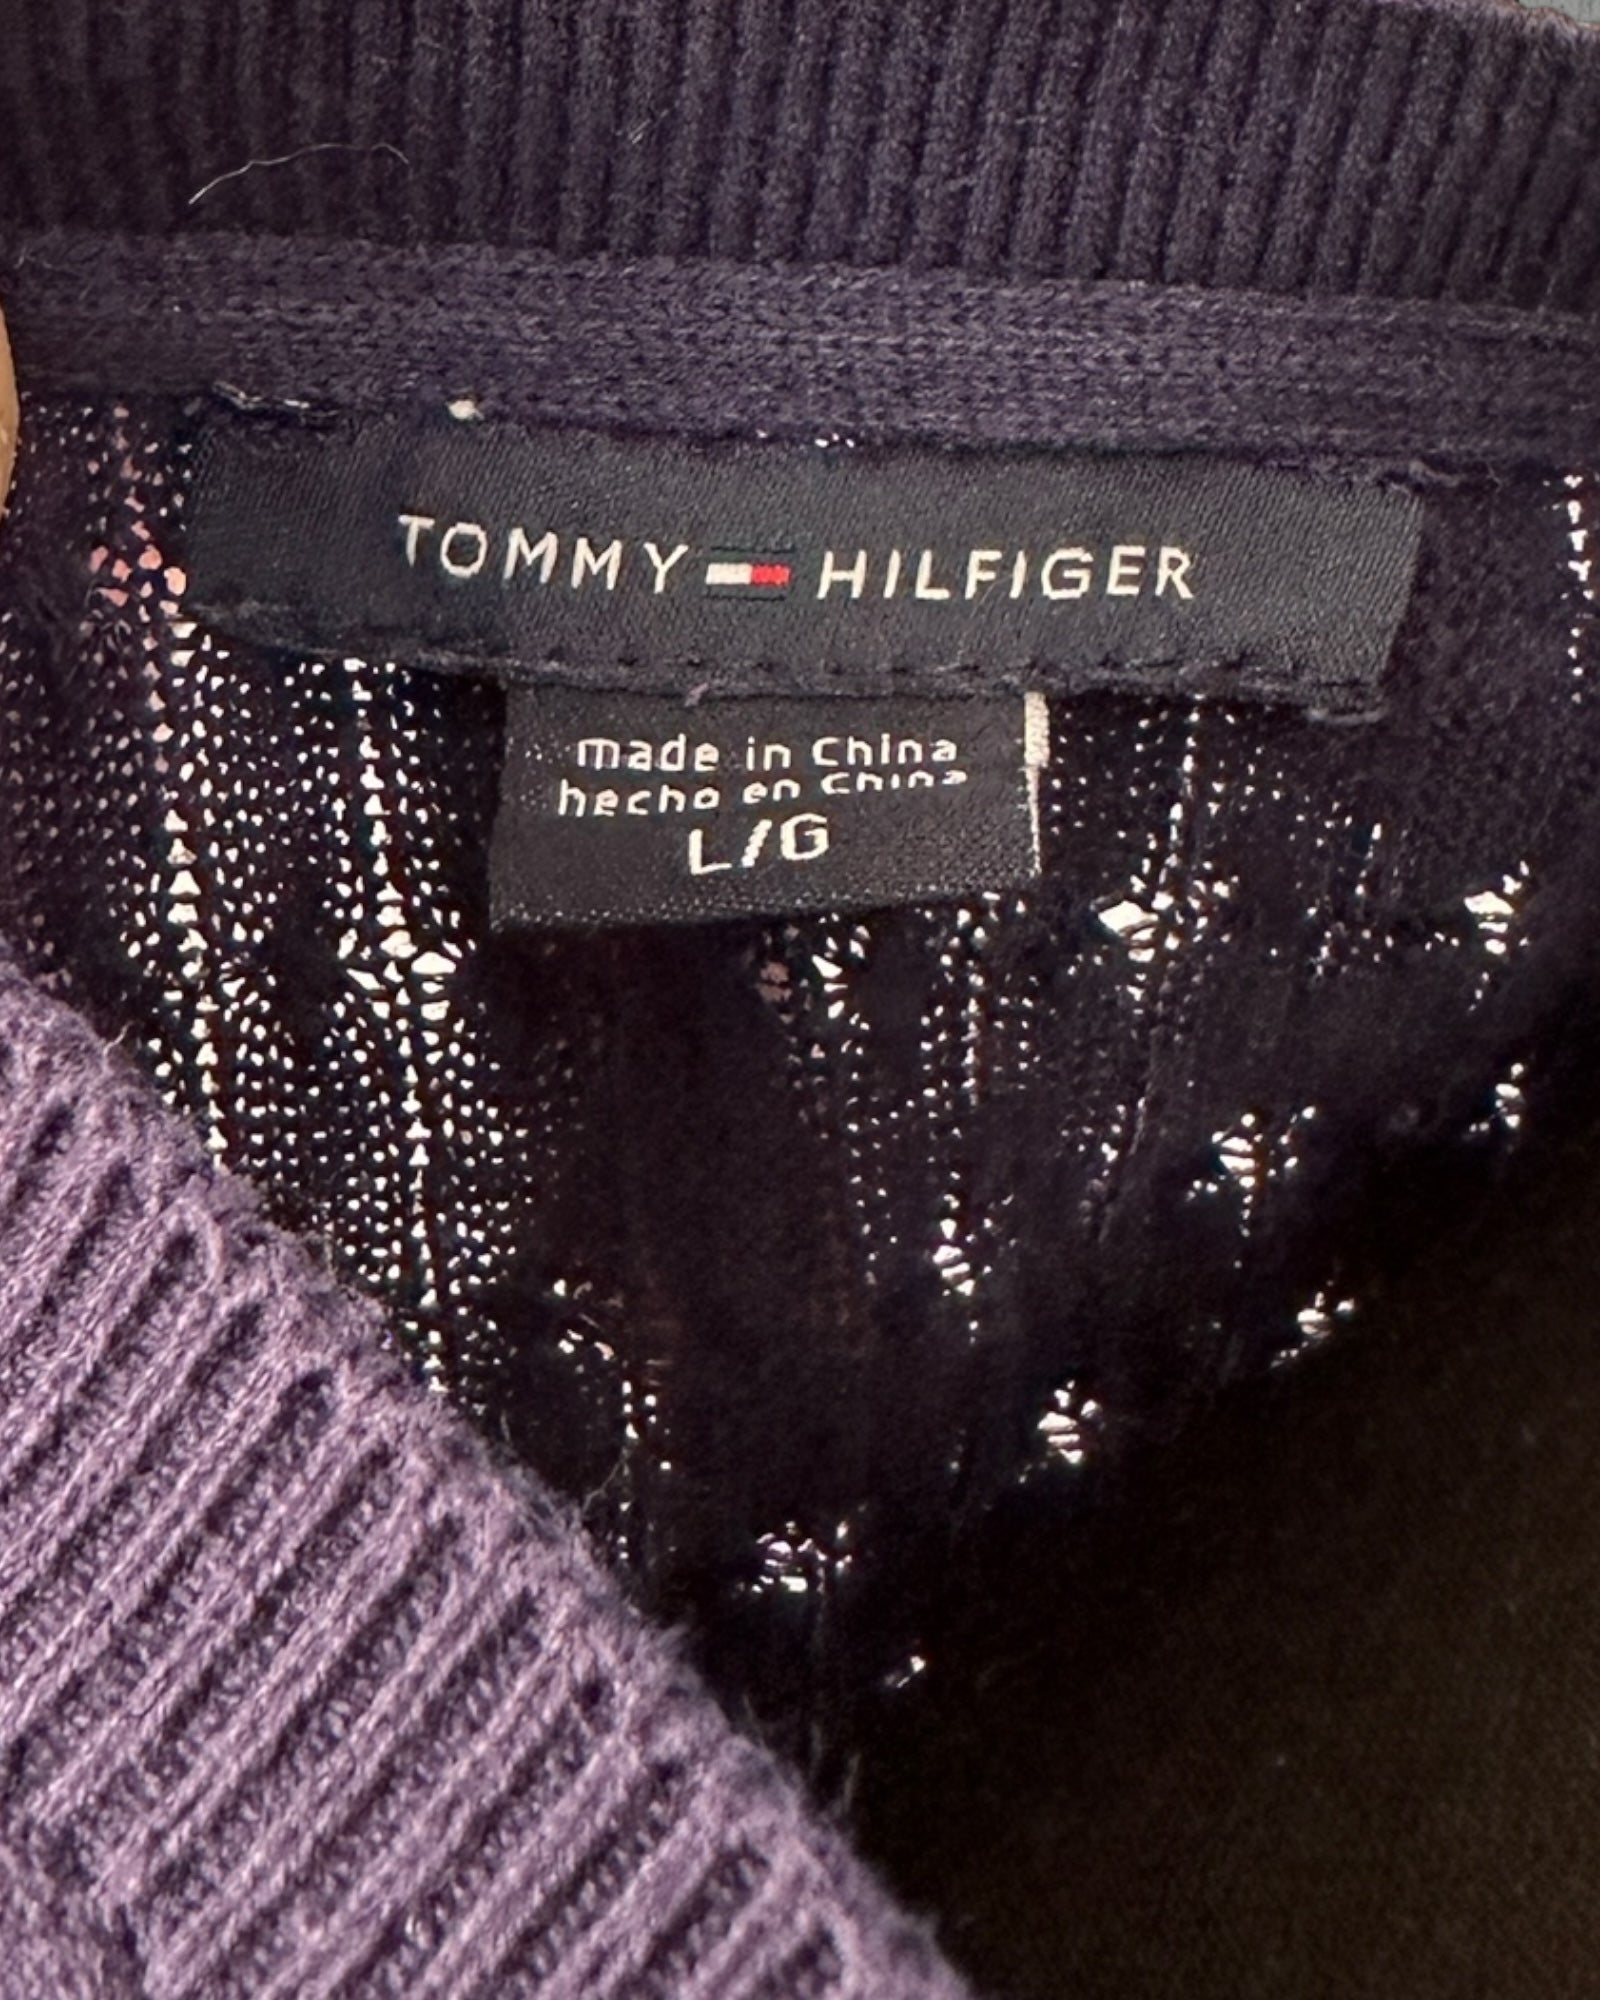 TOMMY HILFIGER
made in China
hecho en China
L/G